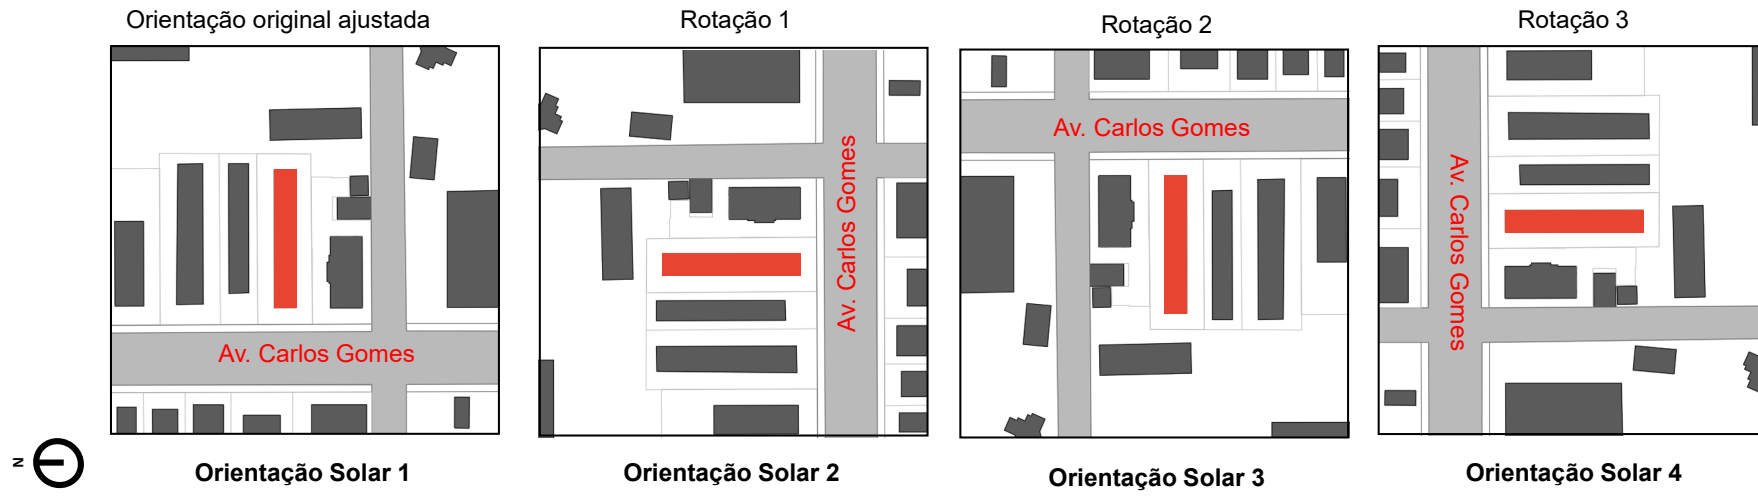 Orientação original ajustada
Rotação 1
Rotação 2
Rotação 3
Av. Carlos Gomes
Av. Carlos Gomes
Av. Carlos Gomes
Av. Carlos Gomes
N
Orientação Solar 1
Orientação Solar 2
Orientação Solar 3
Orientação Solar 4